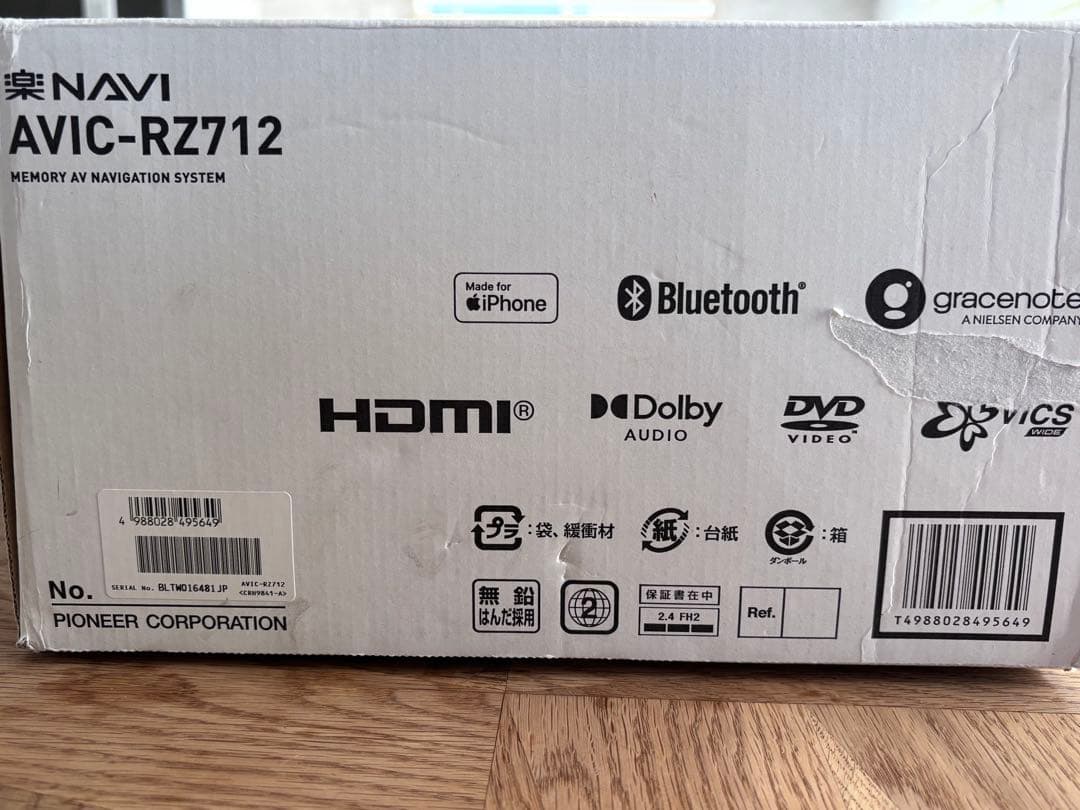 楽NAVI
AVIC-RZ712
MEMORY AV NAVIGATION SYSTEM
Made for
iPhone
Bluetooth®
gracenote
A NIELSEN COMPANY
HDMI®
Dolby
AUDIO
DVD
VIDEO™
VICS
WIDE
4 988028 495649
SERIAL No. BLTW016481JP
AVIC-RZ712
<CRH9841-A>
No.
PIONEER CORPORATION
プラ:袋、緩衝材
紙:台紙
ダンボール
:箱
無鉛
はんだ採用
2
保証書在中
2.4 FH2
Ref.
T4988028495649